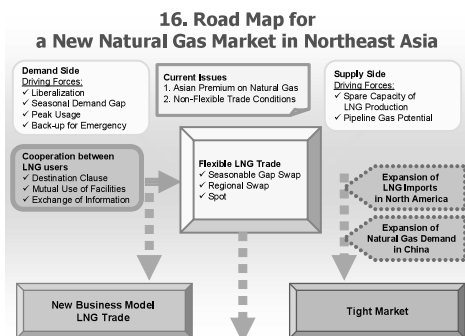 16. Road Map for
a New Natural Gas Market in Northeast Asia
Demand Side
Driving Forces:
✓ Liberalization
✓ Seasonal Demand Gap
✓ Peak Usage
✓ Back-up for Emergency
Current Issues
1. Asian Premium on Natural Gas
2. Non-Flexible Trade Conditions
Supply Side
Driving Forces:
✓ Spare Capacity of
LNG Production
✓ Pipeline Gas Potential
Cooperation between
LNG users
✓ Destination Clause
✓ Mutual Use of Facilities
✓ Exchange of Information
Flexible LNG Trade
✓ Seasonable Gap Swap
✓ Regional Swap
✓ Spot
Expansion of
LNG Imports
in North America
Expansion of
Natural Gas Demand
in China
New Business Model
LNG Trade
Tight Market